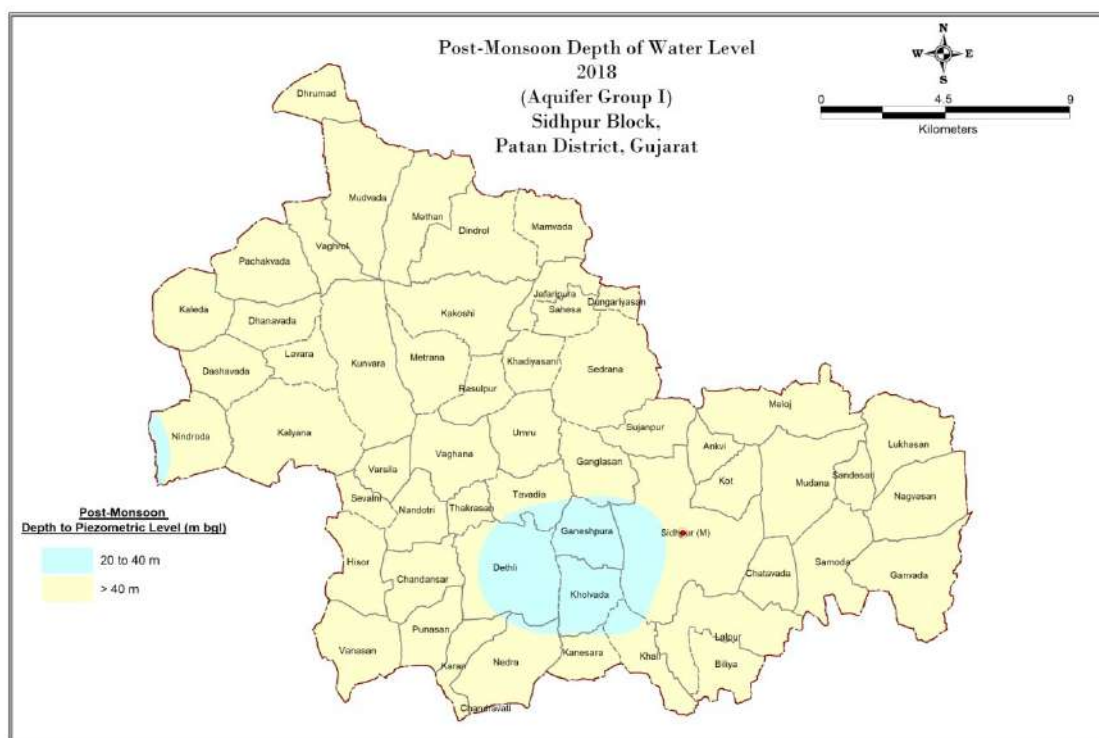 Post-Monsoon Depth of Water Level
2018
(Aquifer Group I)
Sidhpur Block,
Patan District, Gujarat
N
W E
S
0 4.5 9
Kilometers
Dhrumad
Mudvada
Methan
Dindrol
Mamvada
Vaghrol
Pachakvada
Kaleda
Dhanavada
Kakoshi
Jafaripura
Sahesa
Dungariyasan
Lavara
Dashavada
Kunvara
Metrana
Khadiyasan
Rasulpur
Sedrana
Nindroda
Kalyana
Umru
Sujanpur
Meloj
Lukhasan
Ankvi
Vaghana
Ganglasan
Varsila
Kot
Mudana
Sandesari
Nagvasan
Sevalni
Nandotri
Thakrasan
Tavadia
Ganeshpura
Sidhpur (M)
Hisor
Chandansar
Dethli
Kholvada
Chatavada
Samoda
Ganvada
Vanasan
Punasan
Karan
Nedra
Kanesara
Khali
Lalpur
Biliya
Chandravati
Post-Monsoon
Depth to Piezometric Level (m bgl)
20 to 40 m
> 40 m